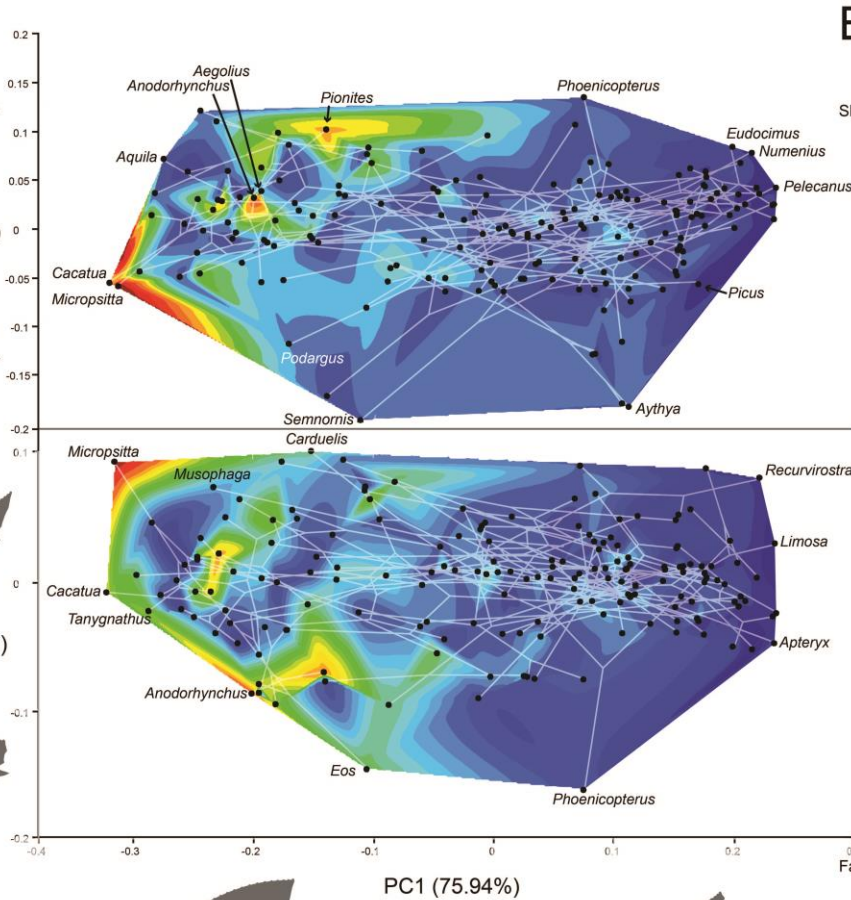 B
0.2
Aegolius
0.15
Anodorhynchus
Pionites
Phoenicopterus
0.1
Eudocimus
Aquila
Numenius
0.05
Pelecanus
0
-0.05
Cacatua
Micropsitta
Picus
-0.1
Podargus
-0.15
Aythya
-0.2
Semnornis
Carduelis
0.1
Micropsitta
Musophaga
Recurvirostra
Limosa
0
Cacatua
Tanygnathus
)
Apteryx
Anodorhynchus
-0.1
Eos
Phoenicopterus
-0.2
-0.4
-0.3
-0.2
-0.1
0
0.1
0.2
PC1 (75.94%)